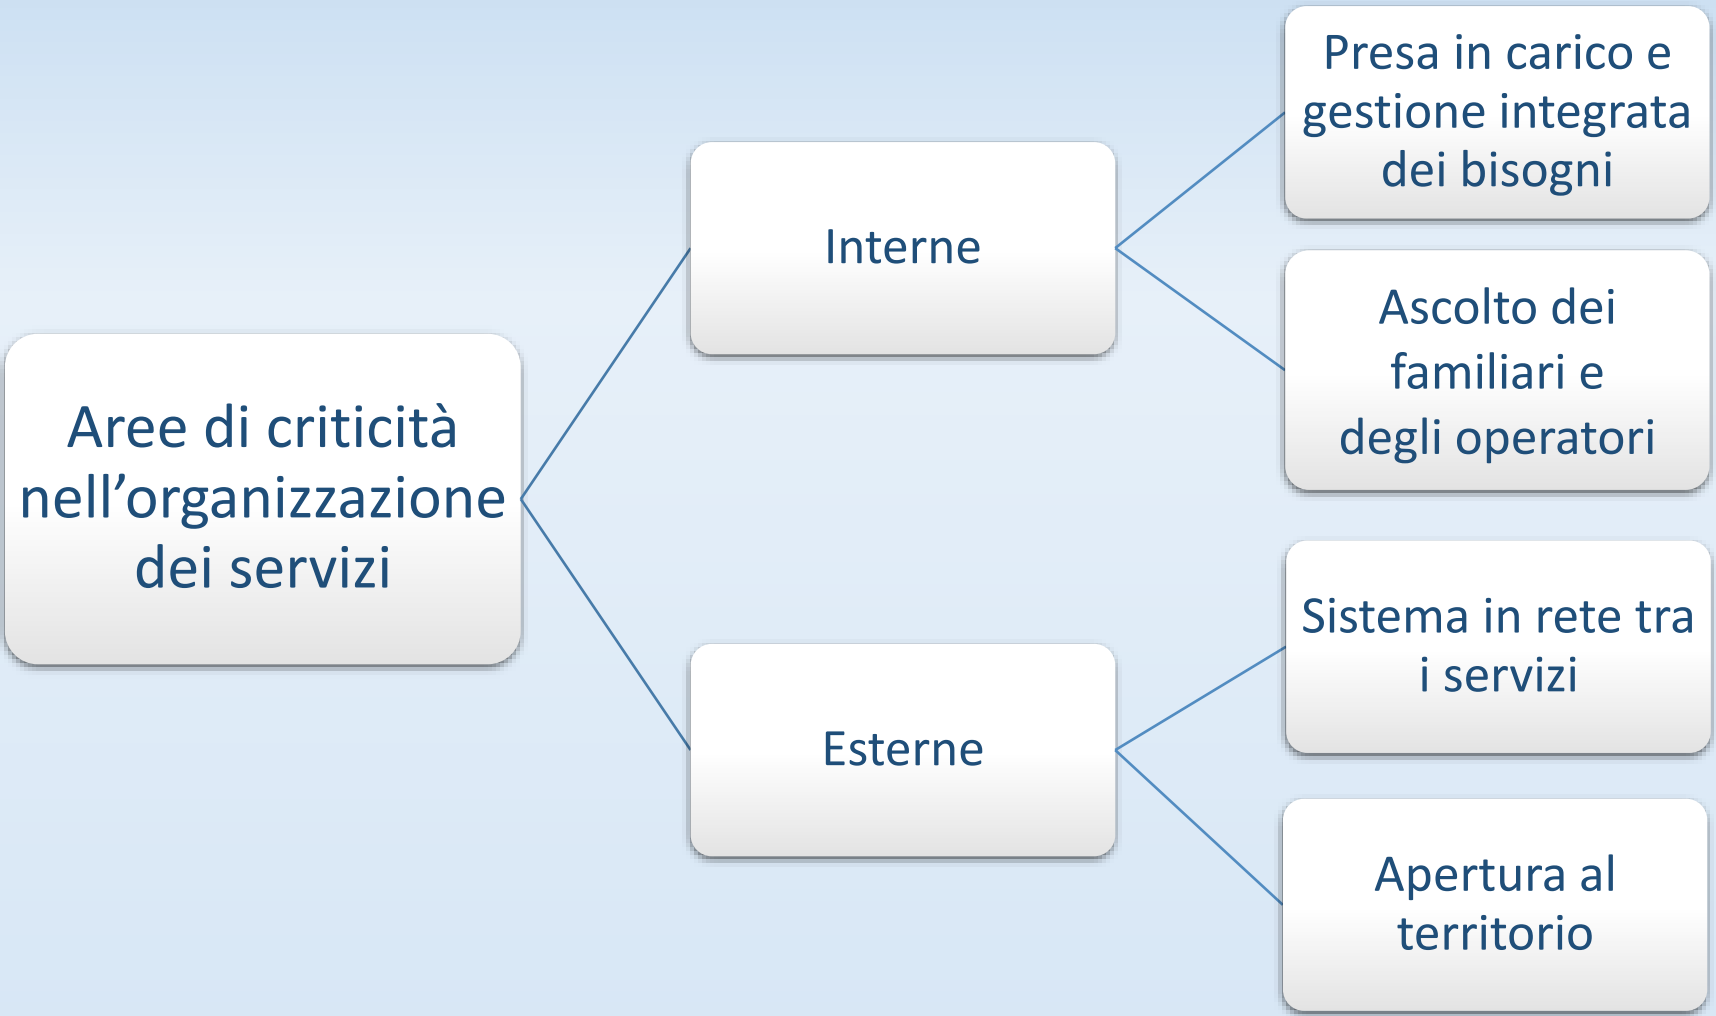 Aree di criticità
nell’organizzazione
dei servizi
Interne
Presa in carico e
gestione integrata
dei bisogni
Ascolto dei
familiari e
degli operatori
Esterne
Sistema in rete tra
i servizi
Apertura al
territorio